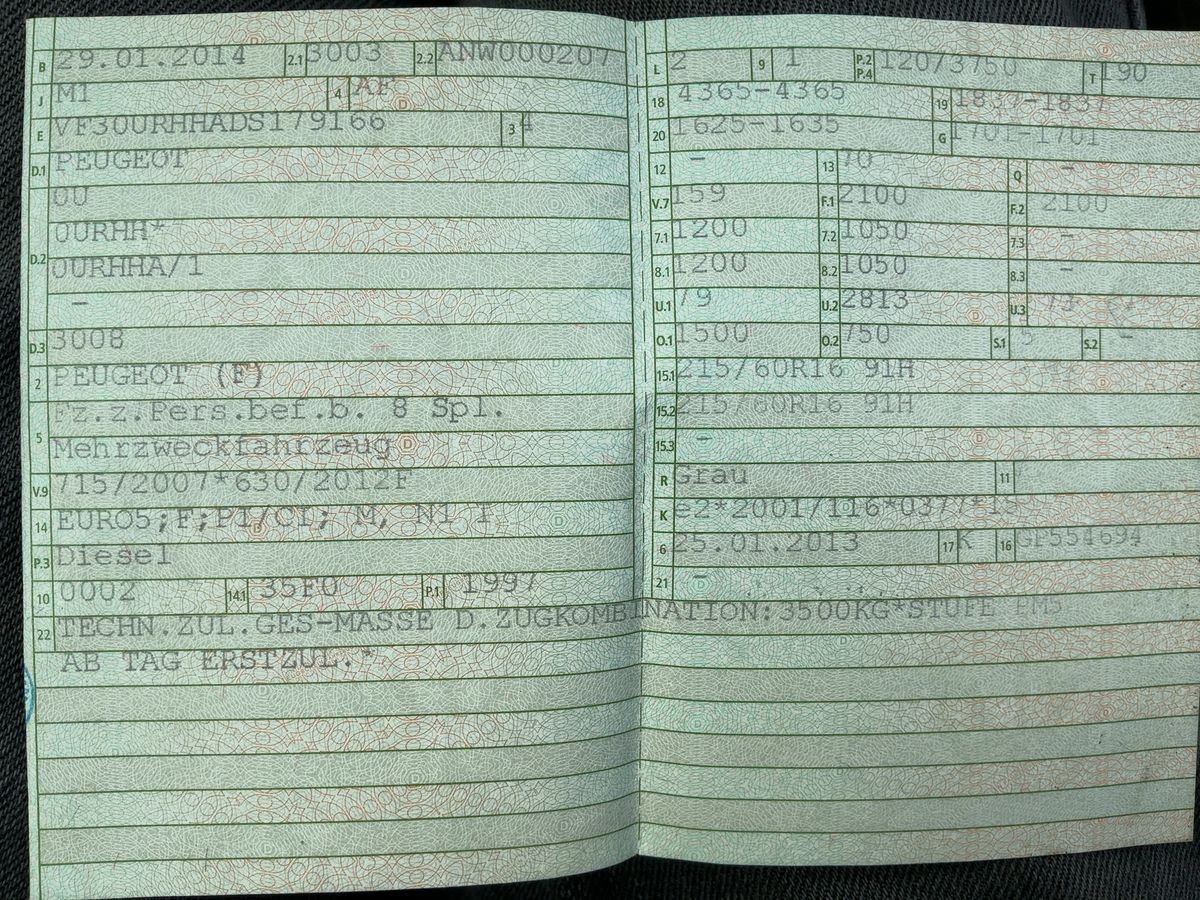 B 29.01.2014 2.1 3003 2.2 ANW000207
J M1 4 AF
E VF30URHHADS179166 3 4
D.1 PEUGEOT
0U
0URHH*
D.2 0URHHA/1
-
D.3 3008
2 PEUGEOT (F)
Fz.z.Pers.bef.b. 8 Spl.
5 Mehrzweckfahrzeug
V.9 715/2007*630/2012F
14 EURO5;F;PI/CI; M, N1 I
P.3 Diesel
10 0002 14.1 35F0 P.1 1997
22 TECHN.ZUL.GES-MASSE D.ZUGKOMBINATION:3500KG*STUFE PM5
AB TAG ERSTZUL.*
L 2 9 1 P.2 P.4 120/3750 T 190
18 4365-4365 19 1837-1837
20 1625-1635 G 1701-1701
12 - 13 70 Q -
V.7 159 F.1 2100 F.2 2100
7.1 1200 7.2 1050 7.3 -
8.1 1200 8.2 1050 8.3 -
U.1 79 U.2 2813 U.3
O.1 1500 O.2 750 S.1 5 S.2 -
15.1 215/60R16 91H
15.2 215/60R16 91H
15.3 -
R Grau 11
K e2*2001/116*0377*
6 25.01.2013 17 K 16 GP554694
21 -